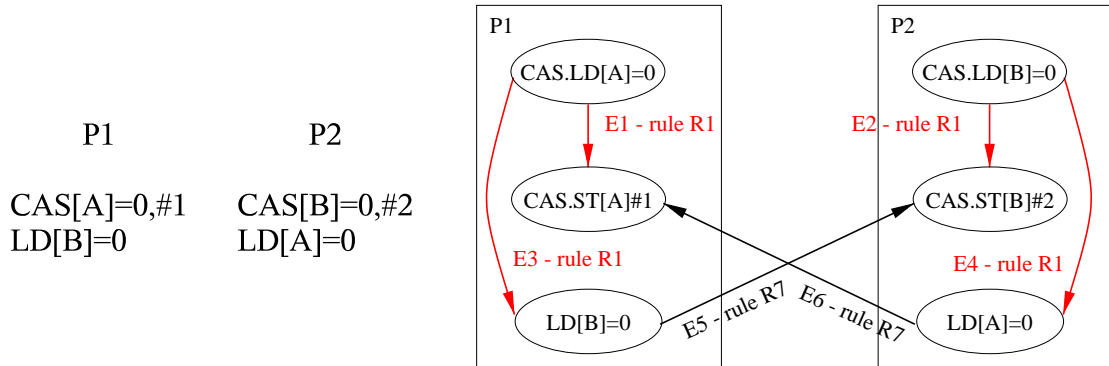 P1 P2
CAS[A]=0,#1 CAS[B]=0,#2
LD[B]=0 LD[A]=0
P1 P2
CAS.LD[A]=0 CAS.LD[B]=0
E1 - rule R1 E2 - rule R1
CAS.ST[A]#1 CAS.ST[B]#2
E3 - rule R1 E4 - rule R1
E5 - rule R7 E6 - rule R7
LD[B]=0 LD[A]=0